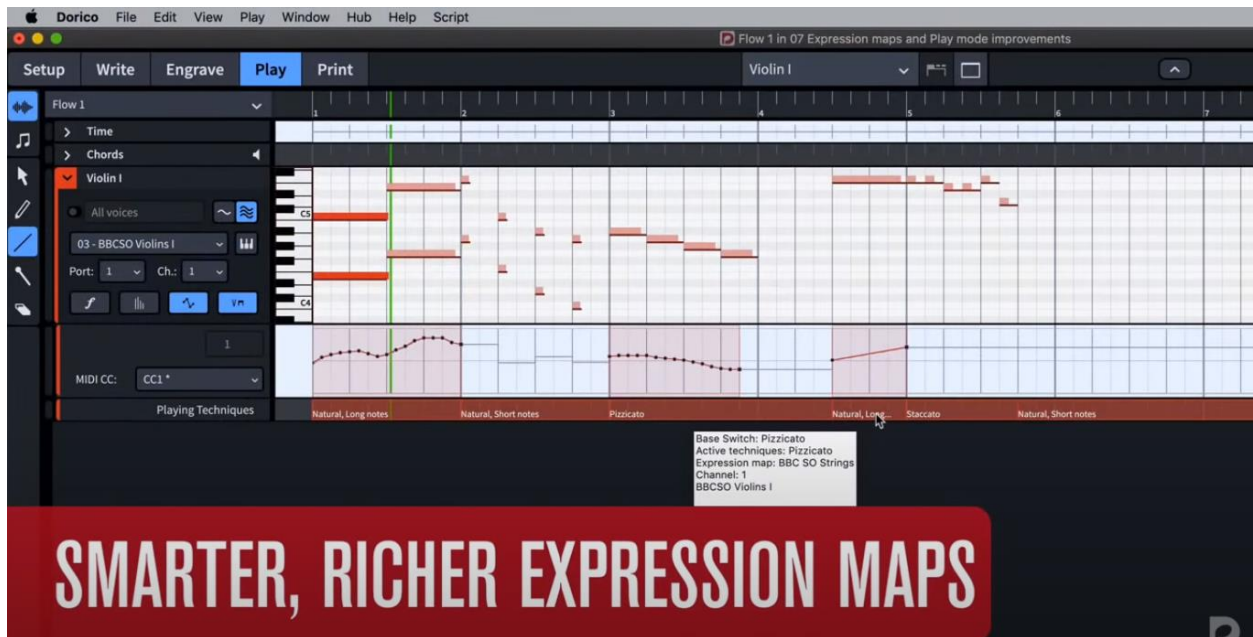 Dorico File Edit View Play Window Hub Help Script
Flow 1 in 07 Expression maps and Play mode improvements
Setup Write Engrave Play Print Violin I
Flow 1
1 2 3 4 5 6 7
Time
Chords
Violin I
All voices
C5
03 - BBCSO Violins I
Port: 1 Ch.: 1
C4
1
MIDI CC: CC1 *
Playing Techniques Natural, Long notes Natural, Short notes Pizzicato Natural, Long... Staccato Natural, Short notes
Base Switch: Pizzicato
Active techniques: Pizzicato
Expression map: BBC SO Strings
Channel: 1
BBCSO Violins I
SMARTER, RICHER EXPRESSION MAPS